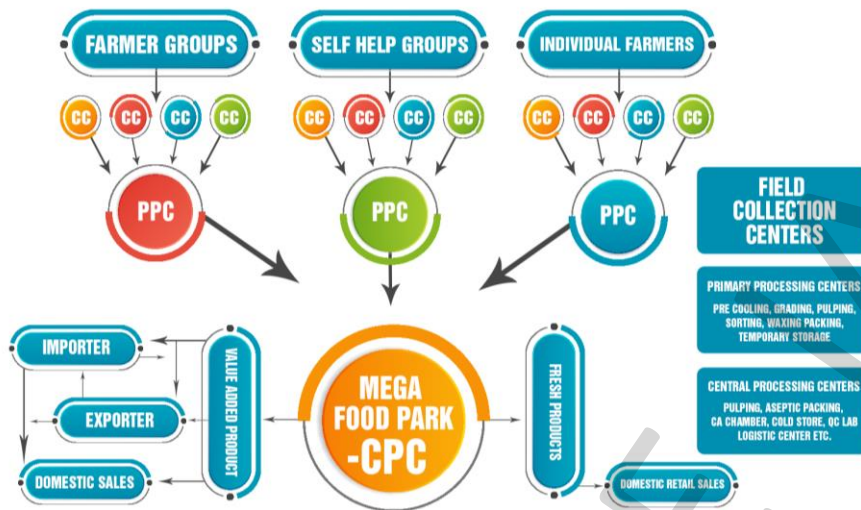 FARMER GROUPS
SELF HELP GROUPS
INDIVIDUAL FARMERS
CC CC CC CC
CC CC CC CC
CC CC CC CC
PPC
PPC
PPC
FIELD
COLLECTION
CENTERS
PRIMARY PROCESSING CENTERS
PRE COOLING, GRADING, PULPING,
SORTING, WAXING PACKING,
TEMPORARY STORAGE
CENTRAL PROCESSING CENTERS
PULPING, ASEPTIC PACKING,
CA CHAMBER, COLD STORE, QC LAB
LOGISTIC CENTER ETC.
IMPORTER
EXPORTER
DOMESTIC SALES
VALUE ADDED PRODUCT
MEGA
FOOD PARK
-CPC
FRESH PRODUCTS
DOMESTIC RETAIL SALES